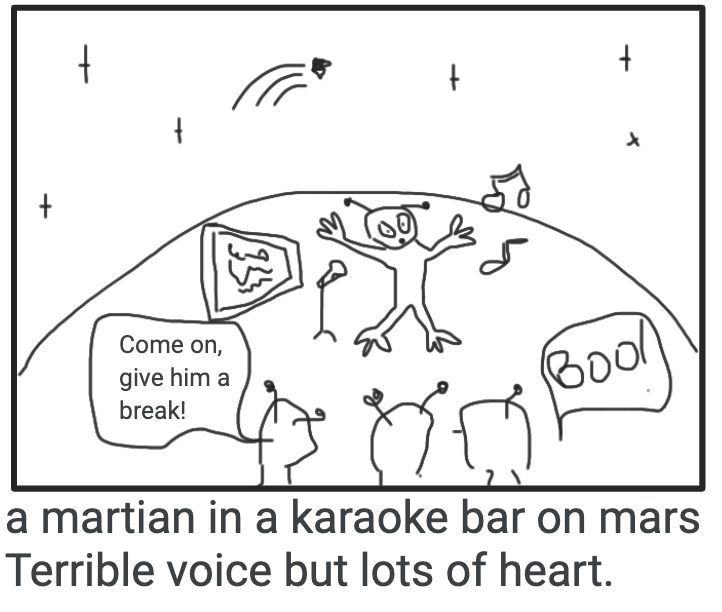 Come on,
give him a
break!
Boo!
a martian in a karaoke bar on mars
Terrible voice but lots of heart.